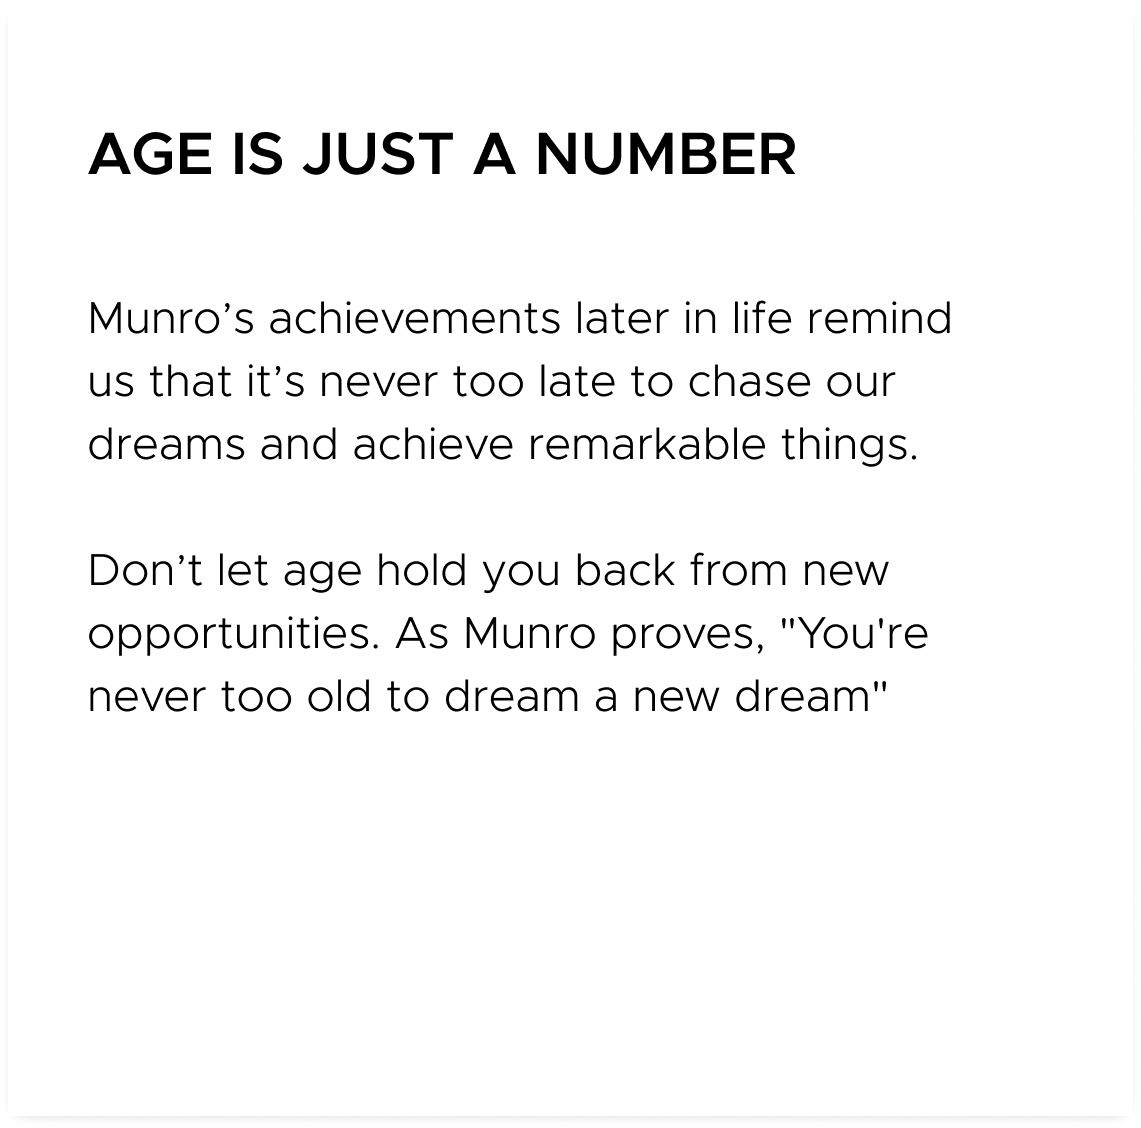 AGE IS JUST A NUMBER
Munro’s achievements later in life remind
us that it’s never too late to chase our
dreams and achieve remarkable things.
Don’t let age hold you back from new
opportunities. As Munro proves, "You're
never too old to dream a new dream"